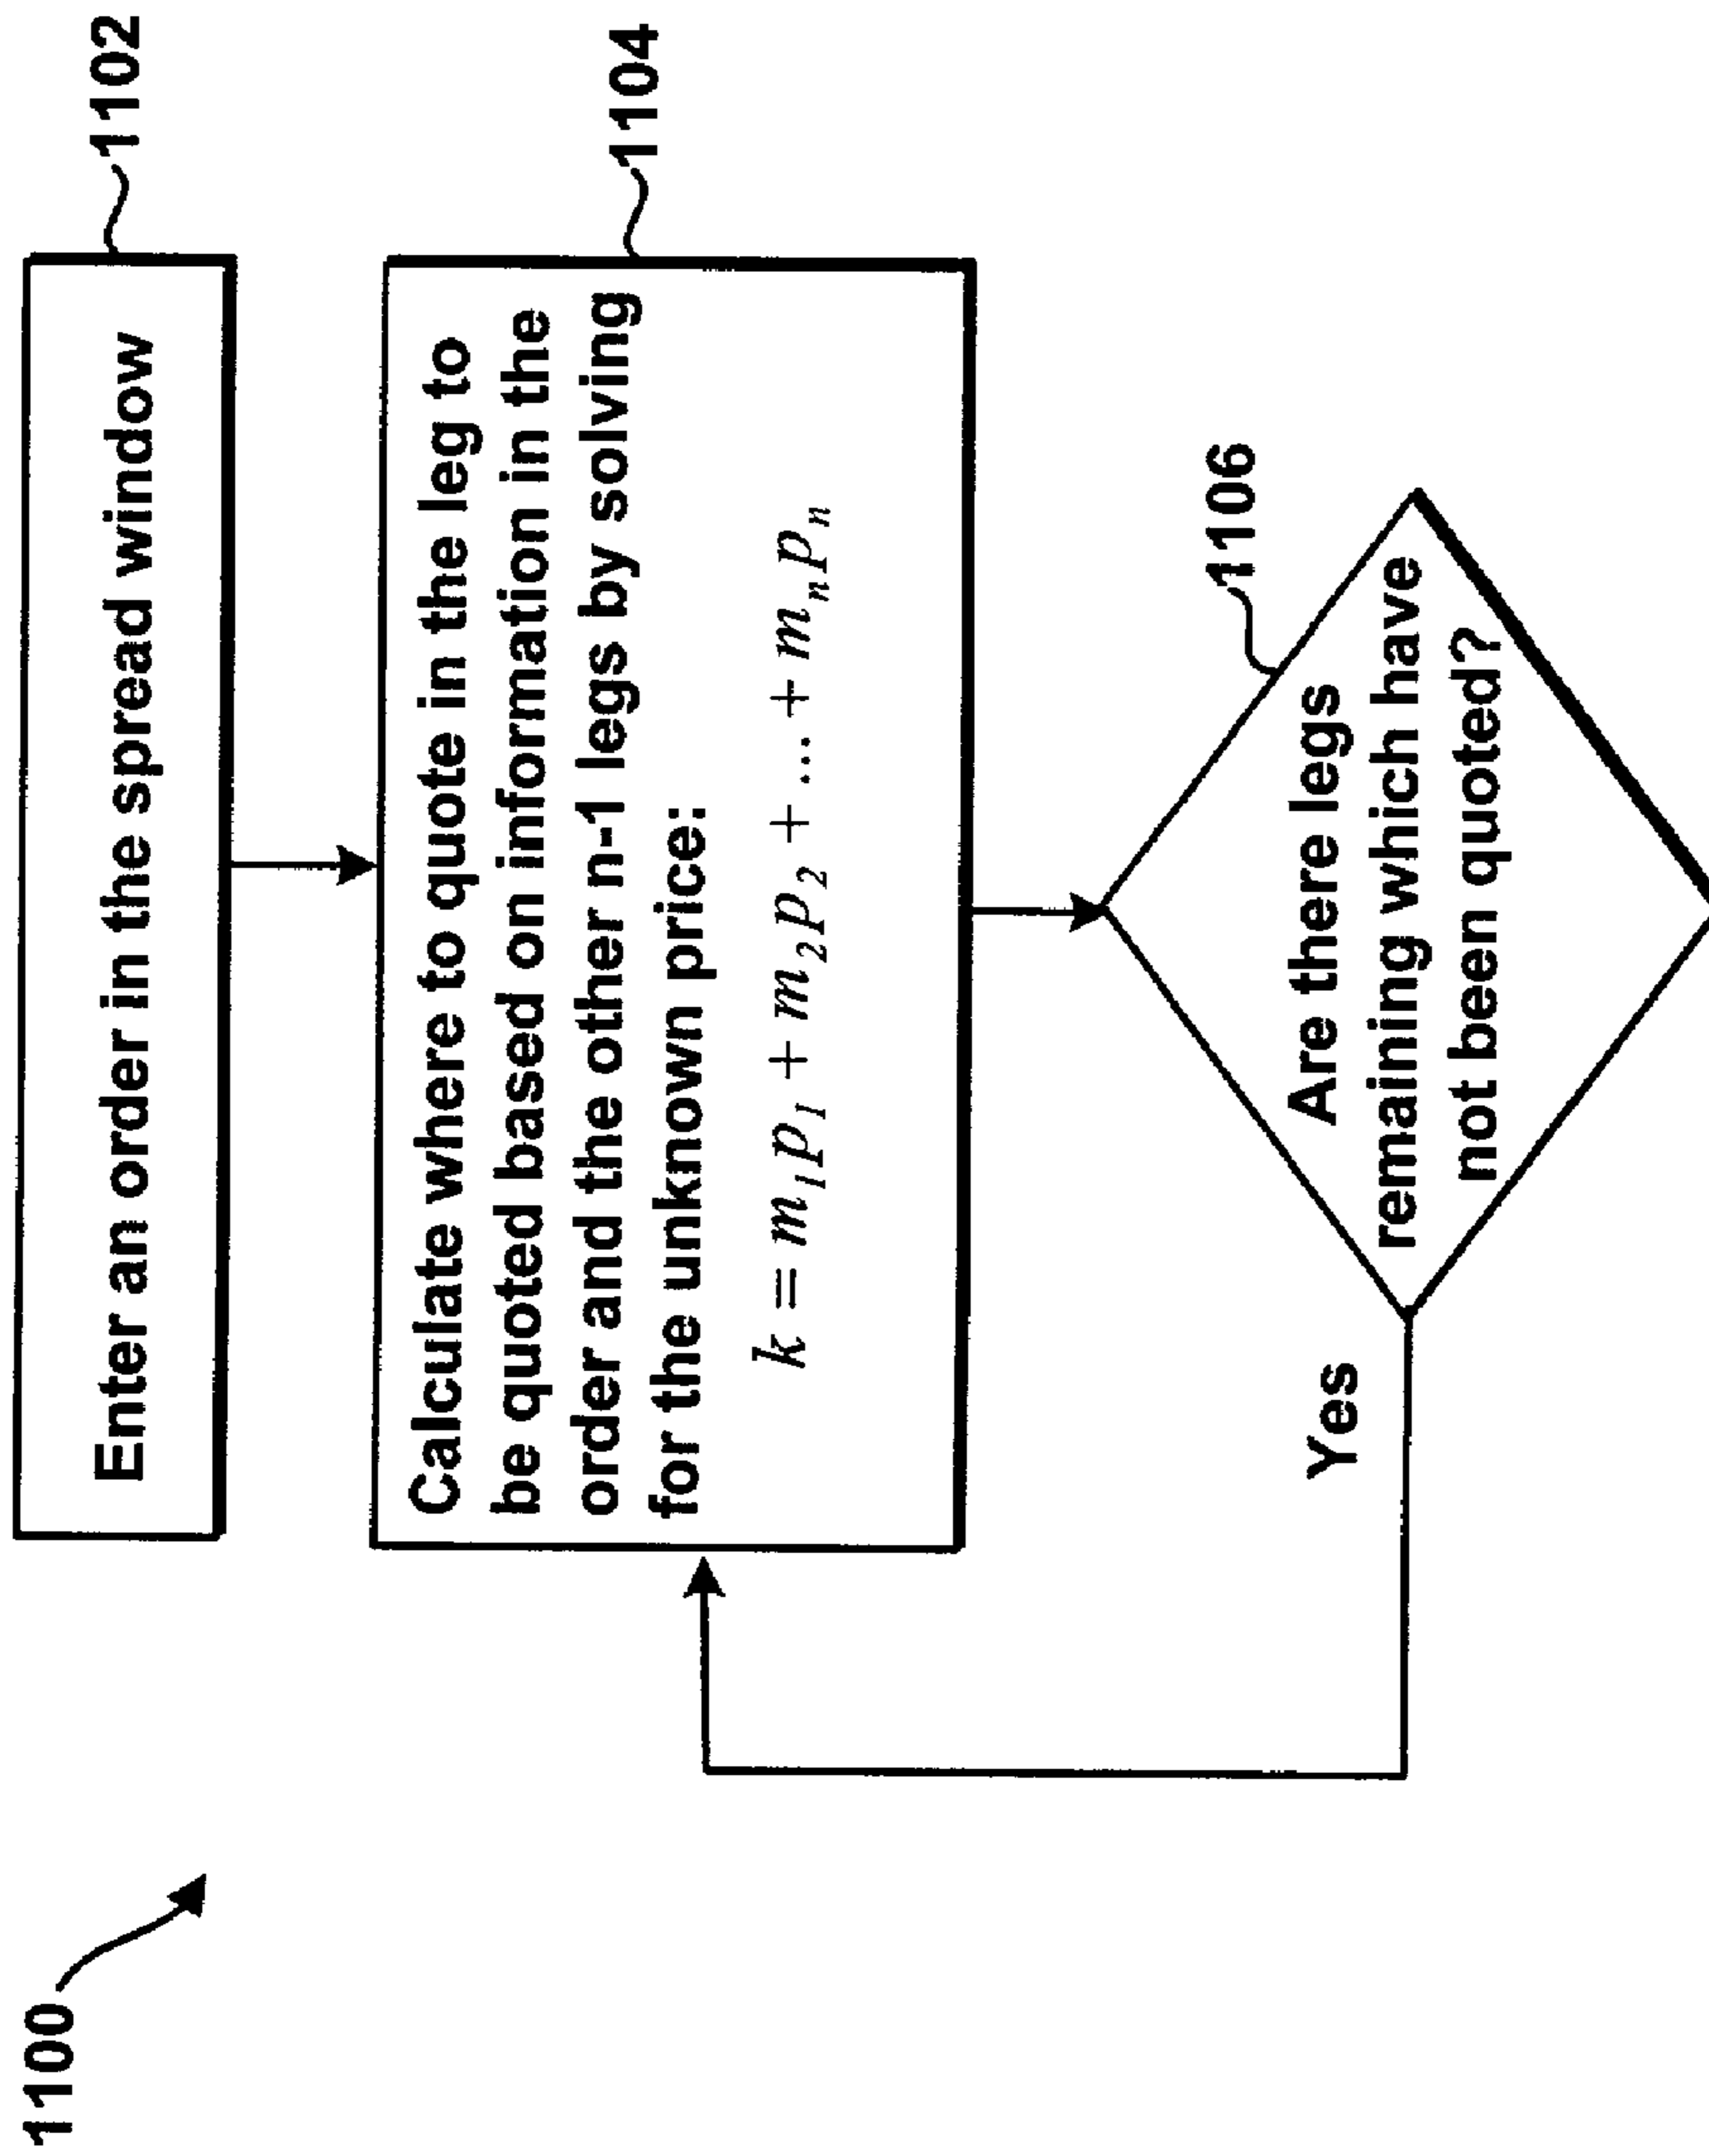 1100
Enter an order in the spread window
1102
Calculate where to quote in the leg to
be quoted based on information in the
order and the other n-1 legs by solving
for the unknown price:
k = m₁p₁ + m₂p₂ + ... + mₙpₙ
1104
Are there legs
remaining which have
not been quoted?
1106
Yes